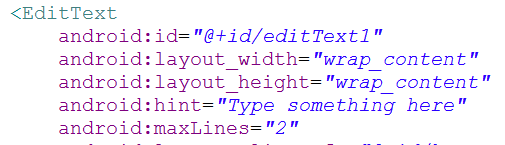 <EditText
android:id="@+id/editText1"
android:layout_width="wrap_content"
android:layout_height="wrap_content"
android:hint="Type something here"
android:maxLines="2"